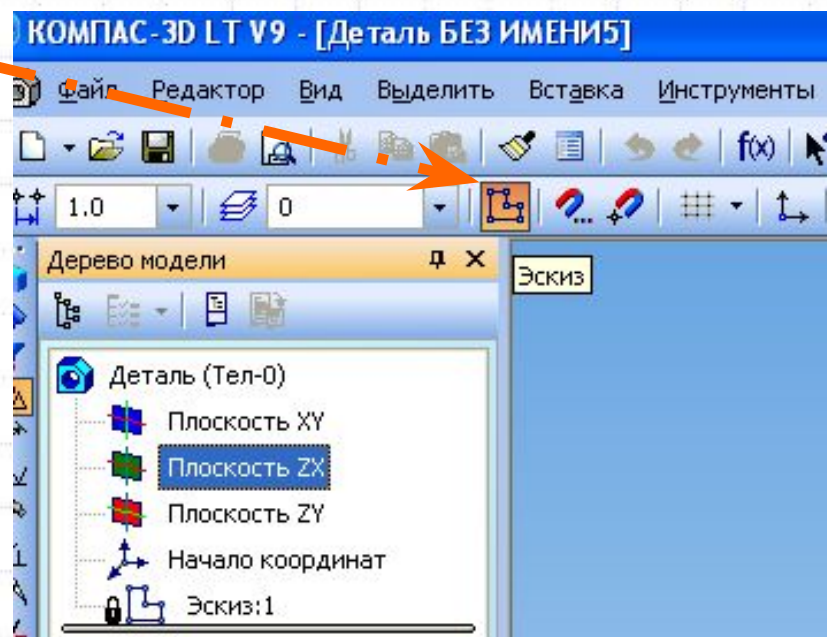 КОМПАС-3D LT V9 - [Деталь БЕЗ ИМЕНИ5]
Файл Редактор Вид Выделить Вставка Инструменты
f(x)
1.0 0
Дерево модели
Эскиз
Деталь (Тел-0)
Плоскость XY
Плоскость ZX
Плоскость ZY
Начало координат
Эскиз:1